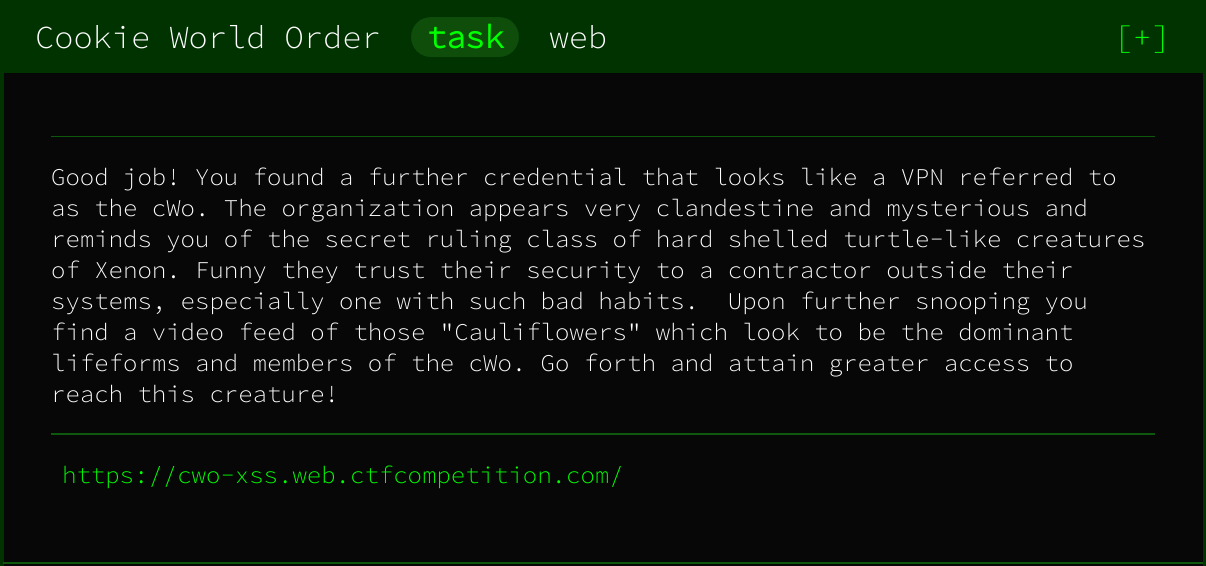 Cookie World Order task web [+]
Good job! You found a further credential that looks like a VPN referred to
as the cWo. The organization appears very clandestine and mysterious and
reminds you of the secret ruling class of hard shelled turtle-like creatures
of Xenon. Funny they trust their security to a contractor outside their
systems, especially one with such bad habits.  Upon further snooping you
find a video feed of those "Cauliflowers" which look to be the dominant
lifeforms and members of the cWo. Go forth and attain greater access to
reach this creature!
https://cwo-xss.web.ctfcompetition.com/